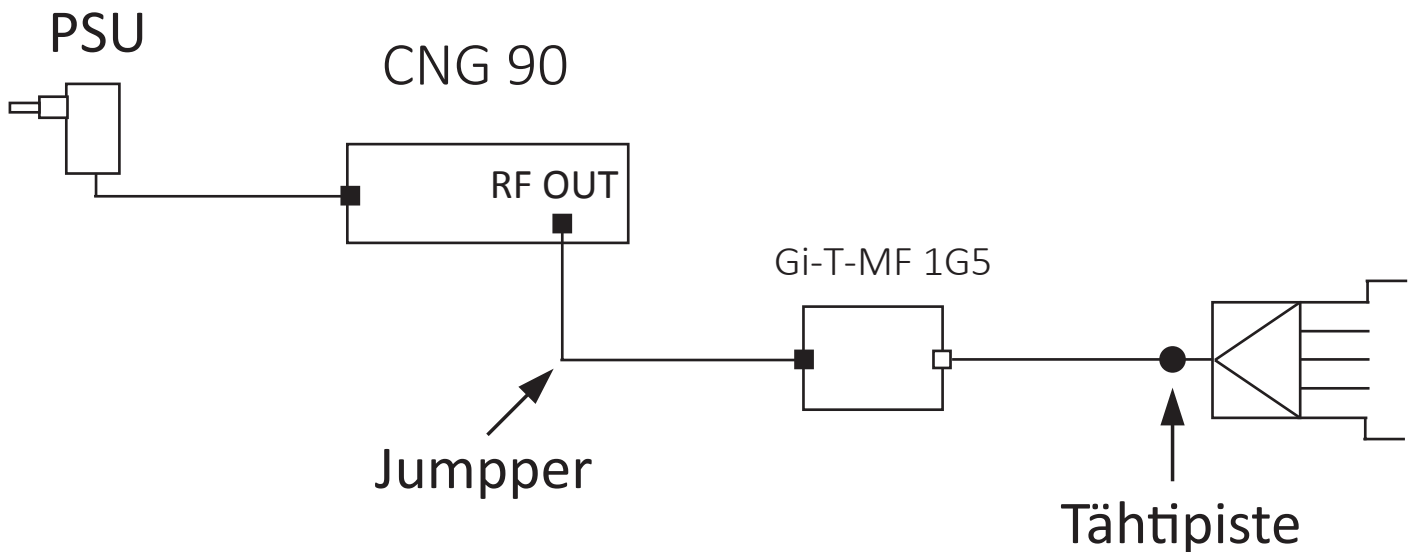 PSU
CNG 90
RF OUT
Gi-T-MF 1G5
Jumpper
Tähtipiste